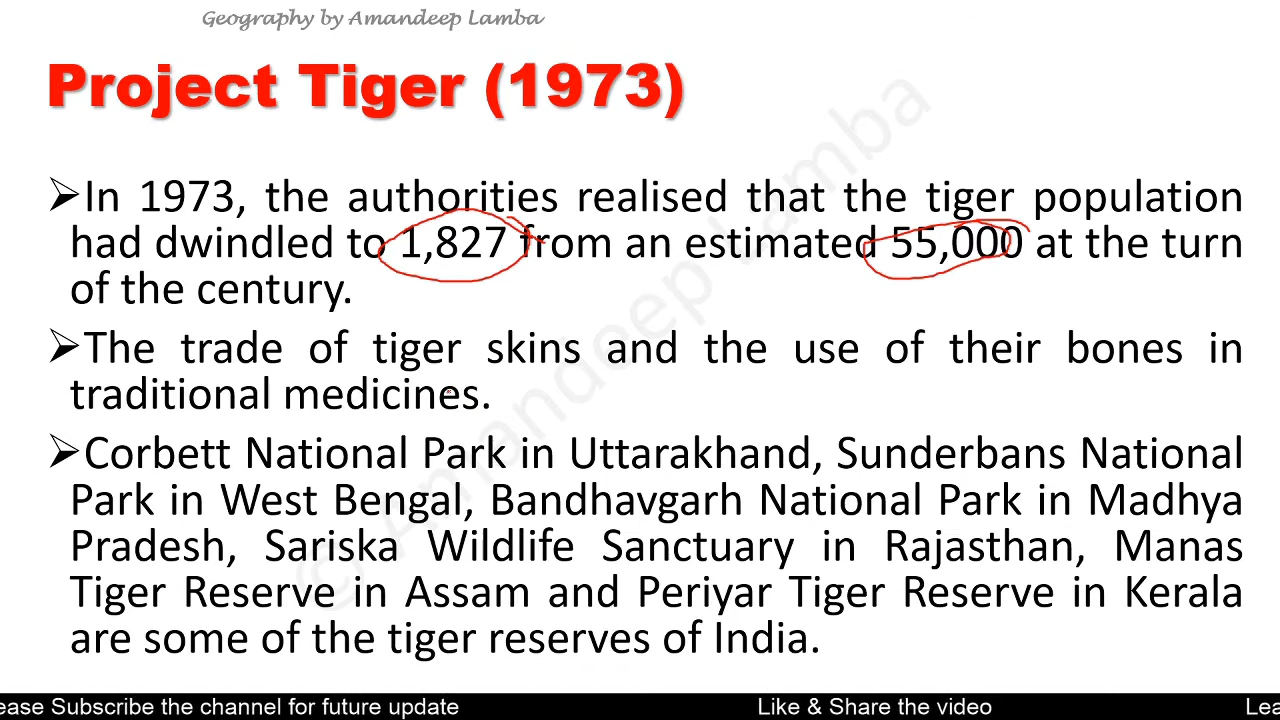 Geography by Amandeep Lamba
Project Tiger (1973)
➢In 1973, the authorities realised that the tiger population
had dwindled to 1,827 from an estimated 55,000 at the turn
of the century.
➢The trade of tiger skins and the use of their bones in
traditional medicines.
➢Corbett National Park in Uttarakhand, Sunderbans National
Park in West Bengal, Bandhavgarh National Park in Madhya
Pradesh, Sariska Wildlife Sanctuary in Rajasthan, Manas
Tiger Reserve in Assam and Periyar Tiger Reserve in Kerala
are some of the tiger reserves of India.
© Amandeep Lamba
ease Subscribe the channel for future update Like & Share the video Lea